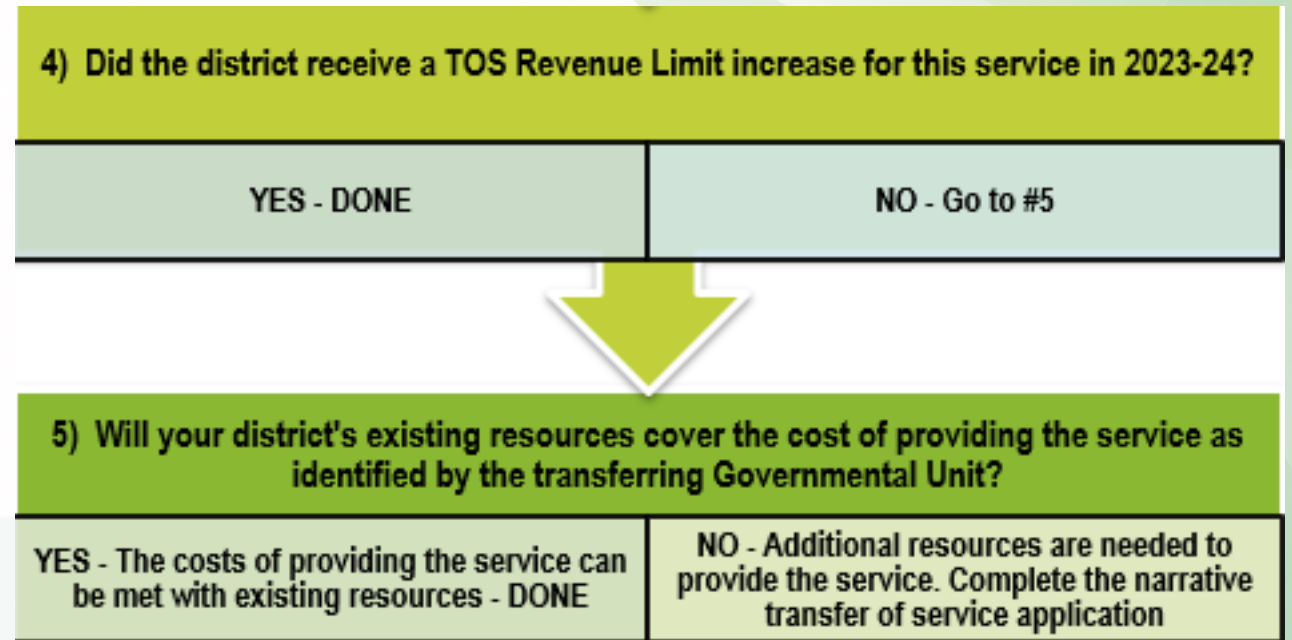 4) Did the district receive a TOS Revenue Limit increase for this service in 2023-24?
YES - DONE
NO - Go to #5
5) Will your district's existing resources cover the cost of providing the service as
identified by the transferring Governmental Unit?
YES - The costs of providing the service can
be met with existing resources - DONE
NO - Additional resources are needed to
provide the service. Complete the narrative
transfer of service application